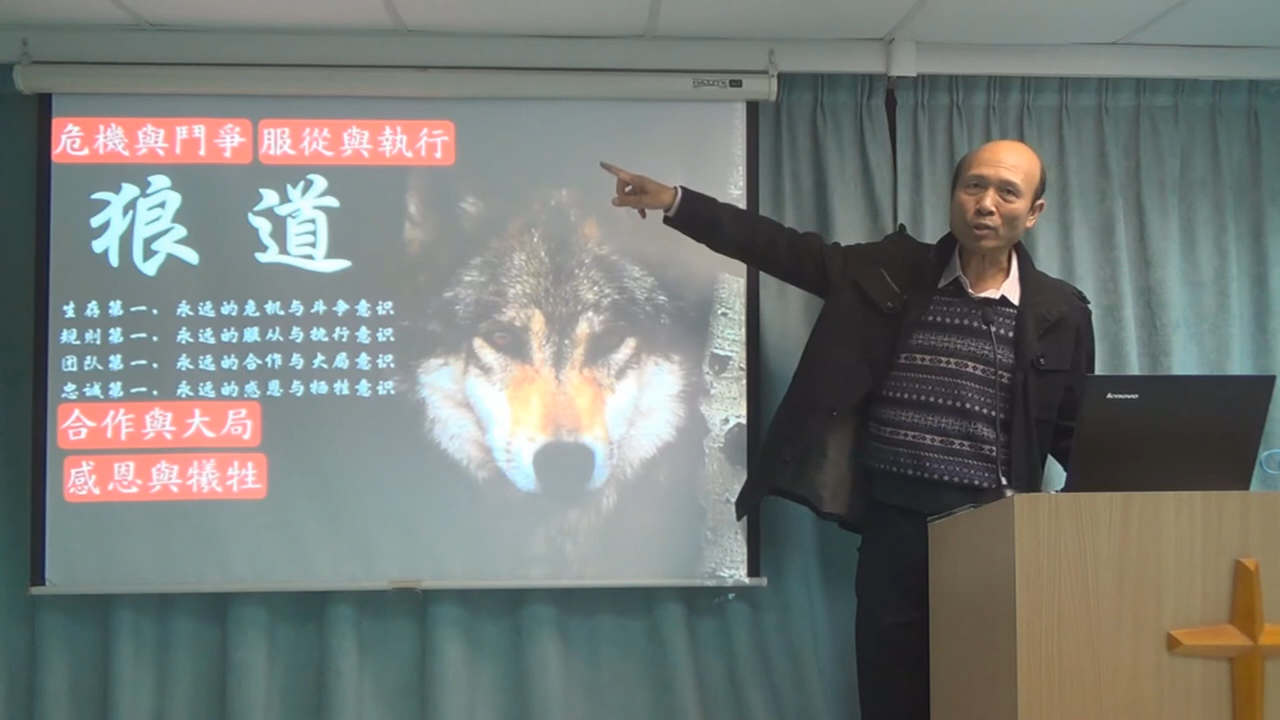 危機與鬥爭 服從與執行
狼道
生存第一，永远的危机与斗争意识
规则第一，永远的服从与执行意识
团队第一，永远的合作与大局意识
忠诚第一，永远的感恩与牺牲意识
合作與大局
感恩與犧牲
lenovo